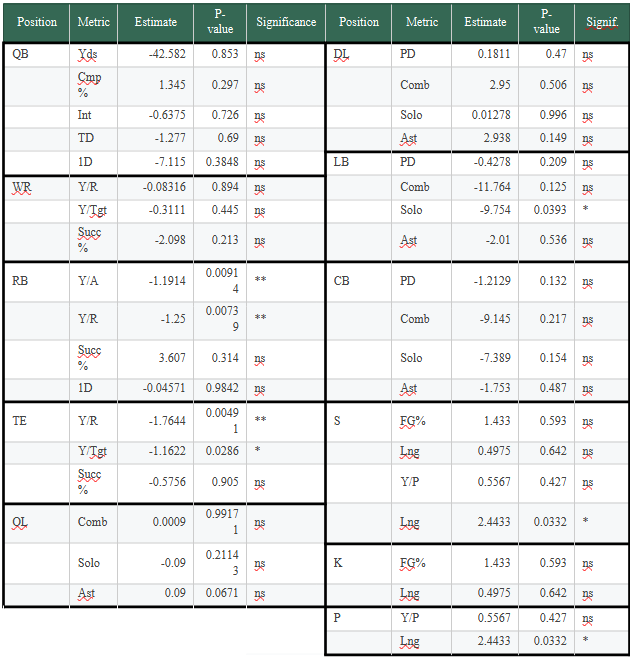 Position Metric Estimate P-value Significance Position Metric Estimate P-value Signif.
QB Yds -42.582 0.853 ns DL PD 0.1811 0.47 ns
Cmp % 1.345 0.297 ns Comb 2.95 0.506 ns
Int -0.6375 0.726 ns Solo 0.01278 0.996 ns
TD -1.277 0.69 ns Ast 2.938 0.149 ns
1D -7.115 0.3848 ns LB PD -0.4278 0.209 ns
WR Y/R -0.08316 0.894 ns Comb -11.764 0.125 ns
Y/Tgt -0.3111 0.445 ns Solo -9.754 0.0393 *
Succ % -2.098 0.213 ns Ast -2.01 0.536 ns
RB Y/A -1.1914 0.00914 ** CB PD -1.2129 0.132 ns
Y/R -1.25 0.00739 ** Comb -9.145 0.217 ns
Succ % 3.607 0.314 ns Solo -7.389 0.154 ns
1D -0.04571 0.9842 ns Ast -1.753 0.487 ns
TE Y/R -1.7644 0.00491 ** S FG% 1.433 0.593 ns
Y/Tgt -1.1622 0.0286 * Lng 0.4975 0.642 ns
Succ % -0.5756 0.905 ns Y/P 0.5567 0.427 ns
OL Comb 0.0009 0.99171 ns Lng 2.4433 0.0332 *
Solo -0.09 0.21143 ns K FG% 1.433 0.593 ns
Ast 0.09 0.0671 ns Lng 0.4975 0.642 ns
P Y/P 0.5567 0.427 ns
Lng 2.4433 0.0332 *